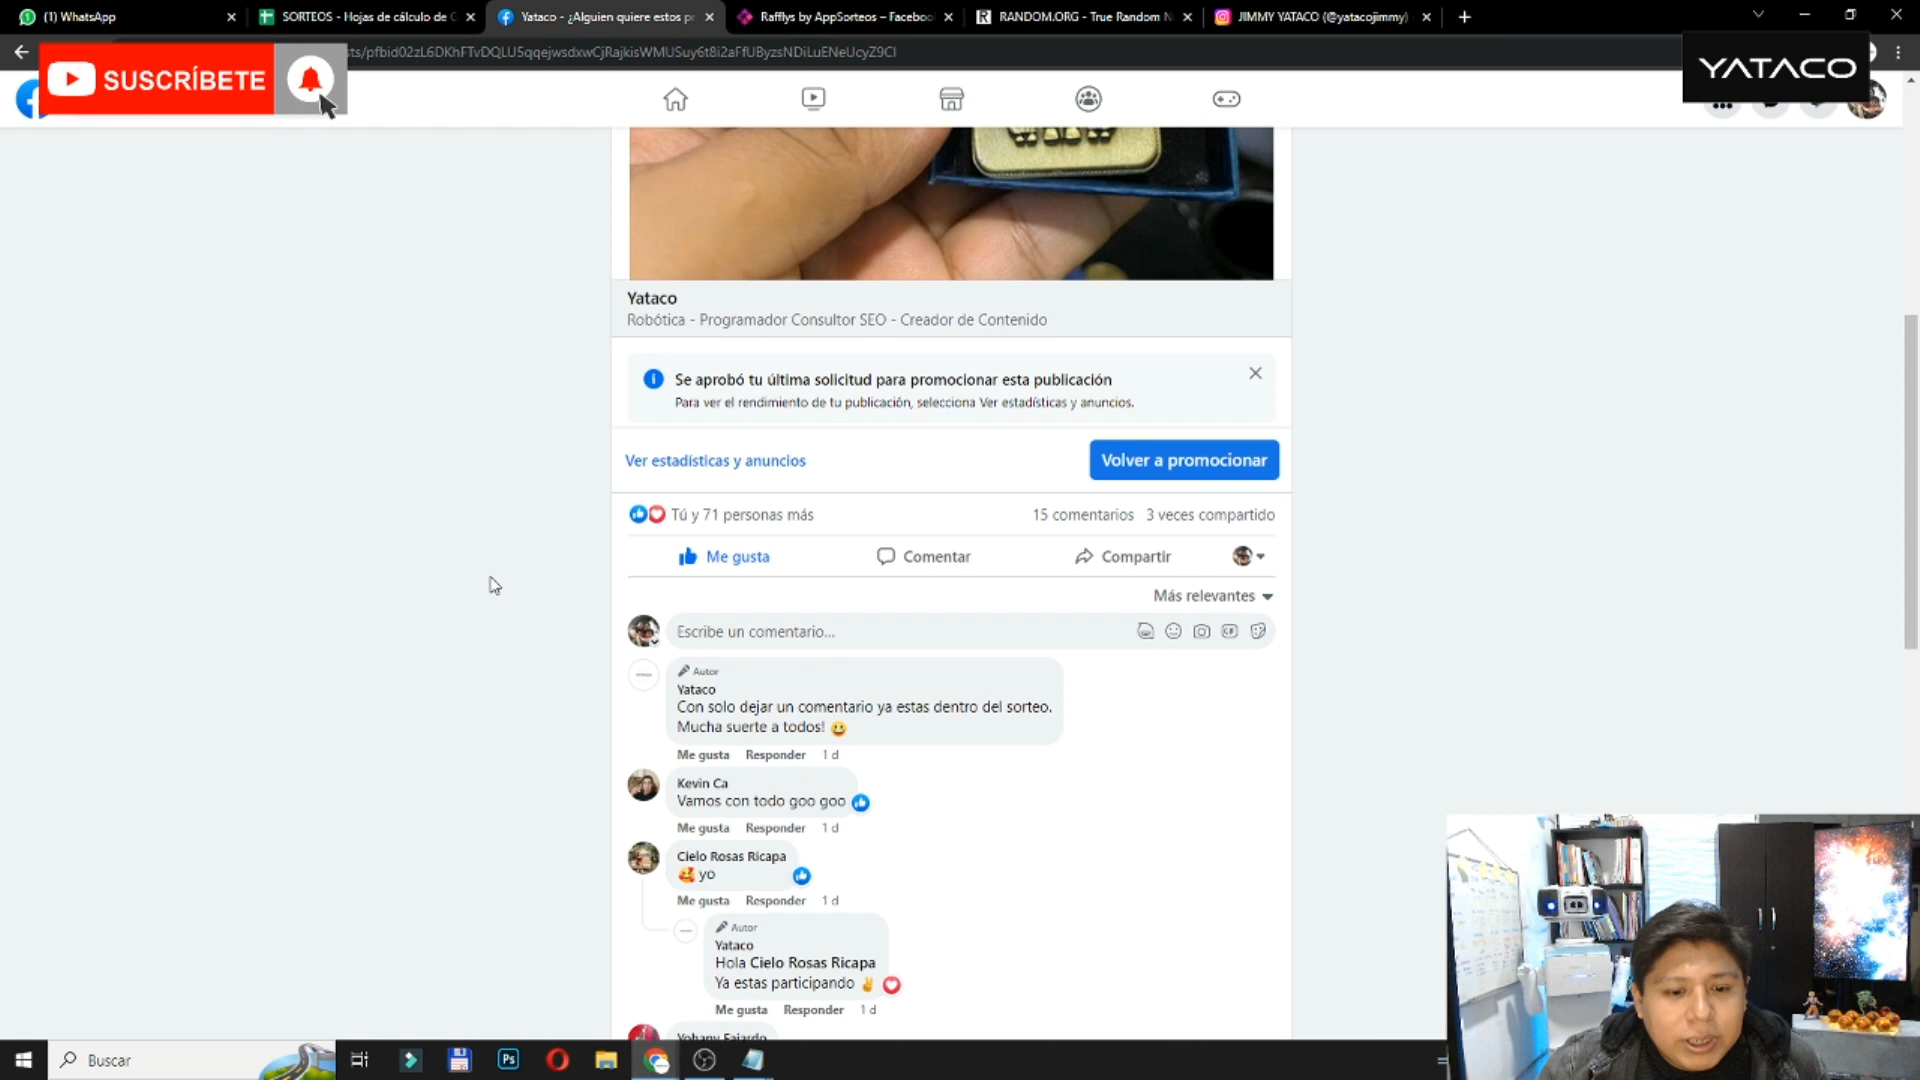 (1) WhatsApp
SORTEOS - Hojas de cálculo de G
Yataco - ¿Alguien quiere estos pr
Rafflys by AppSorteos – Faceboo
RANDOM.ORG - True Random N
JIMMY YATACO (@yatacojimmy)
SUSCRÍBETE
YATACO
Yataco
Robótica - Programador Consultor SEO - Creador de Contenido
Se aprobó tu última solicitud para promocionar esta publicación
Para ver el rendimiento de tu publicación, selecciona Ver estadísticas y anuncios.
Ver estadísticas y anuncios
Volver a promocionar
Tú y 71 personas más
15 comentarios 3 veces compartido
Me gusta
Comentar
Compartir
Más relevantes
Escribe un comentario...
Autor
Yataco
Con solo dejar un comentario ya estas dentro del sorteo.
Mucha suerte a todos! 😀
Me gusta Responder 1 d
Kevin Ca
Vamos con todo goo goo
Me gusta Responder 1 d
Cielo Rosas Ricapa
🥰 yo
Me gusta Responder 1 d
Autor
Yataco
Hola Cielo Rosas Ricapa
Ya estas participando ✌
Me gusta Responder 1 d
Yohany Fajardo
Buscar
Ps